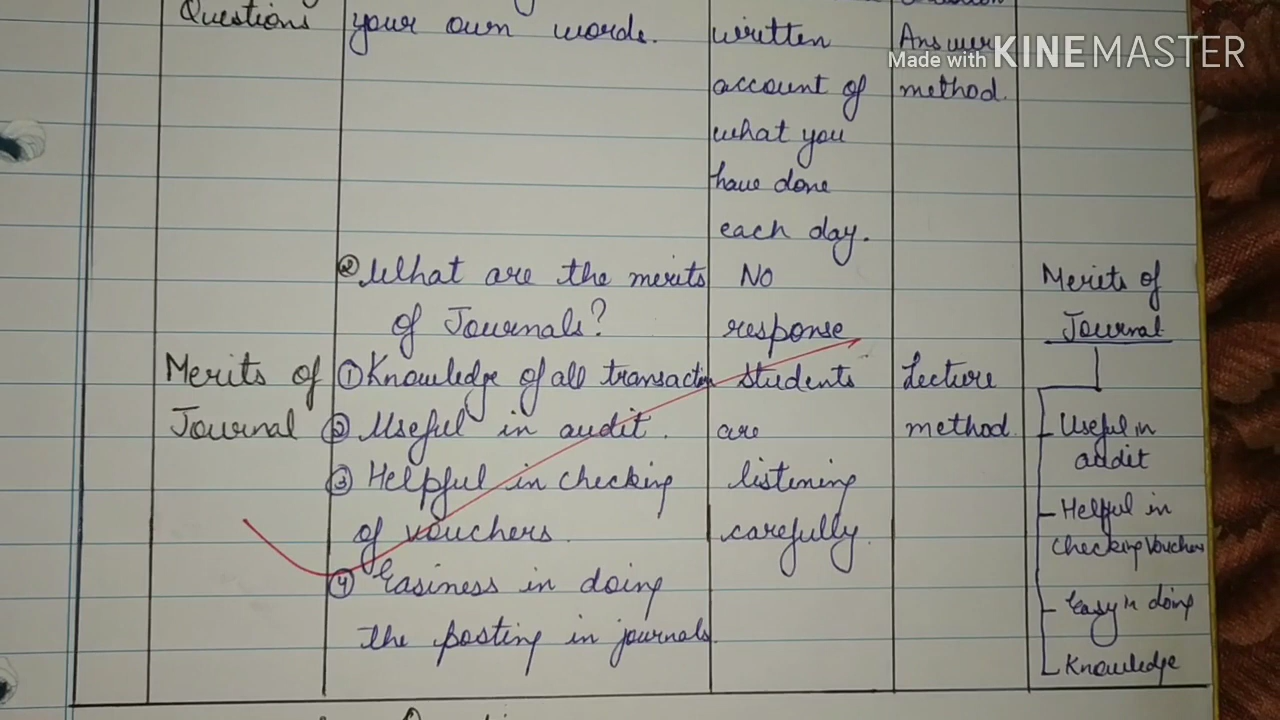 Questions
your own words.
written
account of
what you
have done
each day.
Answer
method.
Made with KINEMASTER
② What are the merits
of Journals?
No
response
Merits of
Journal
Merits of
Journal
① Knowledge of all transaction
② Useful in audit.
③ Helpful in checking
of vouchers.
④ Easiness in doing
the posting in journals.
students
are
listening
carefully.
Lecture
method.
Useful in
audit
Helpful in
checking Vouchers
Easy in doing
Knowledge